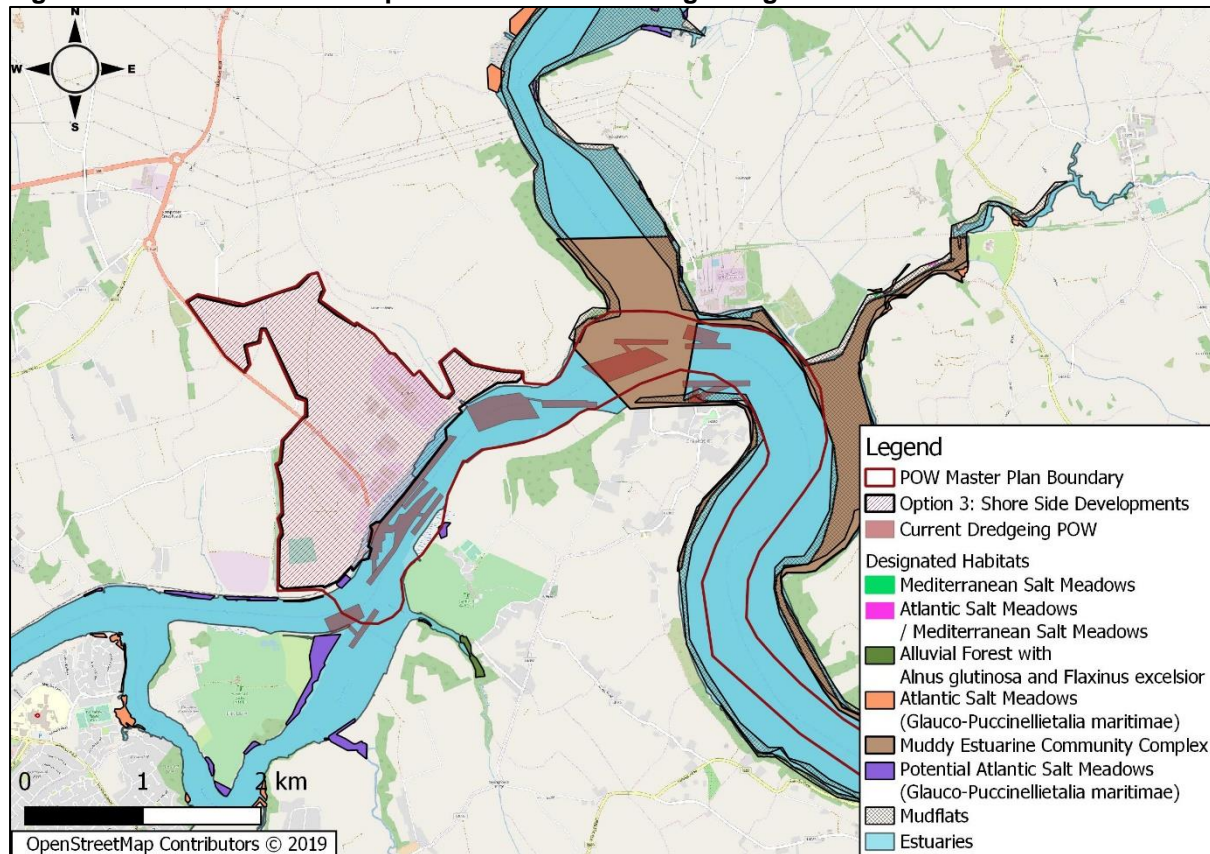 N
W E
S
Legend
POW Master Plan Boundary
Option 3: Shore Side Developments
Current Dredgeing POW
Designated Habitats
Mediterranean Salt Meadows
Atlantic Salt Meadows
/ Mediterranean Salt Meadows
Alluvial Forest with
Alnus glutinosa and Flaxinus excelsior
Atlantic Salt Meadows
(Glauco-Puccinellietalia maritimae)
Muddy Estuarine Community Complex
Potential Atlantic Salt Meadows
(Glauco-Puccinellietalia maritimae)
Mudflats
Estuaries
0 1 2 km
OpenStreetMap Contributors © 2019